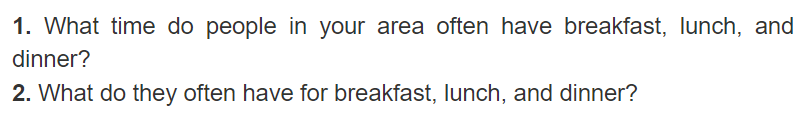 1. What time do people in your area often have breakfast, lunch, and
dinner?
2. What do they often have for breakfast, lunch, and dinner?